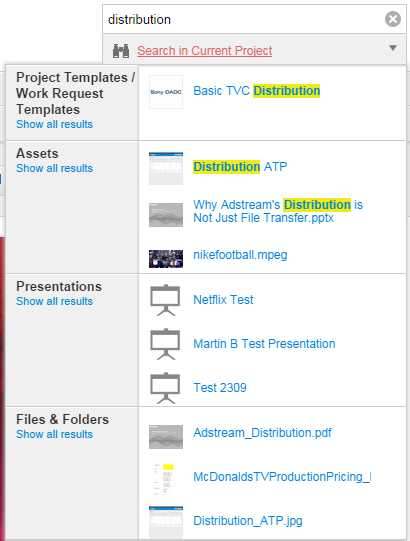 distribution
Search in Current Project
Project Templates /
Work Request
Templates
Show all results
Sony DADC
Basic TVC Distribution
Assets
Show all results
Distribution ATP
Why Adstream's Distribution is
Not Just File Transfer.pptx
nikefootball.mpeg
Presentations
Show all results
Netflix Test
Martin B Test Presentation
Test 2309
Files & Folders
Show all results
Adstream_Distribution.pdf
McDonaldsTVProductionPricing_
Distribution_ATP.jpg